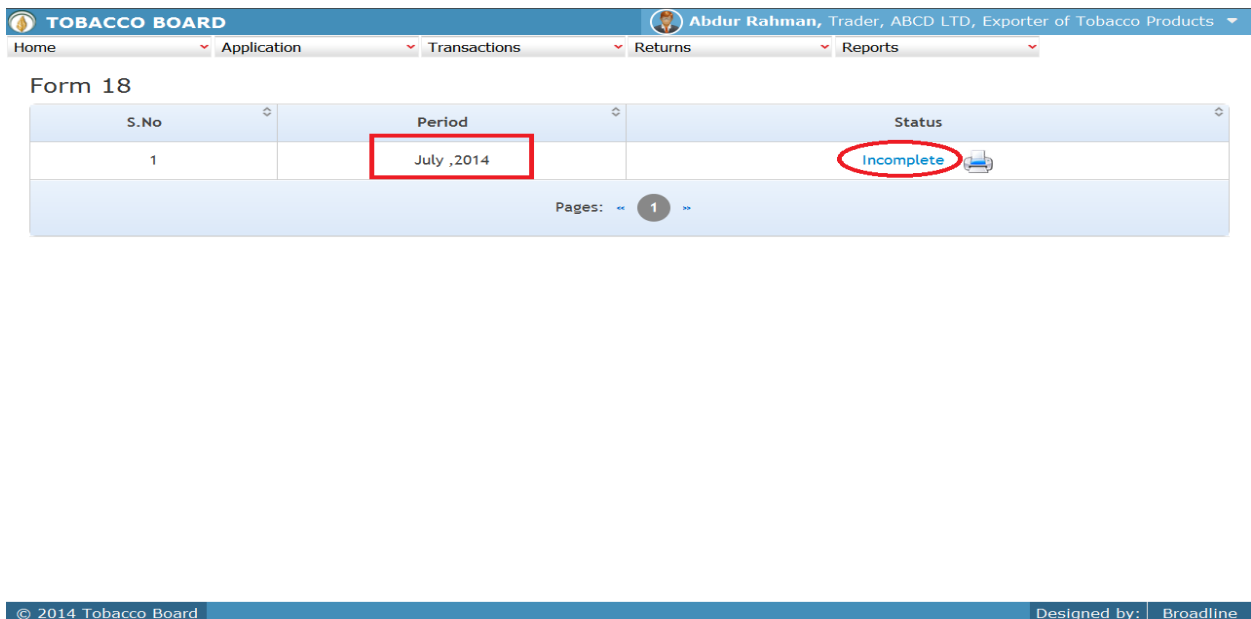 TOBACCO BOARD Abdur Rahman, Trader, ABCD LTD, Exporter of Tobacco Products
Home Application Transactions Returns Reports
Form 18
S.No Period Status
1 July ,2014 Incomplete
Pages: « 1 »
© 2014 Tobacco Board Designed by: Broadline